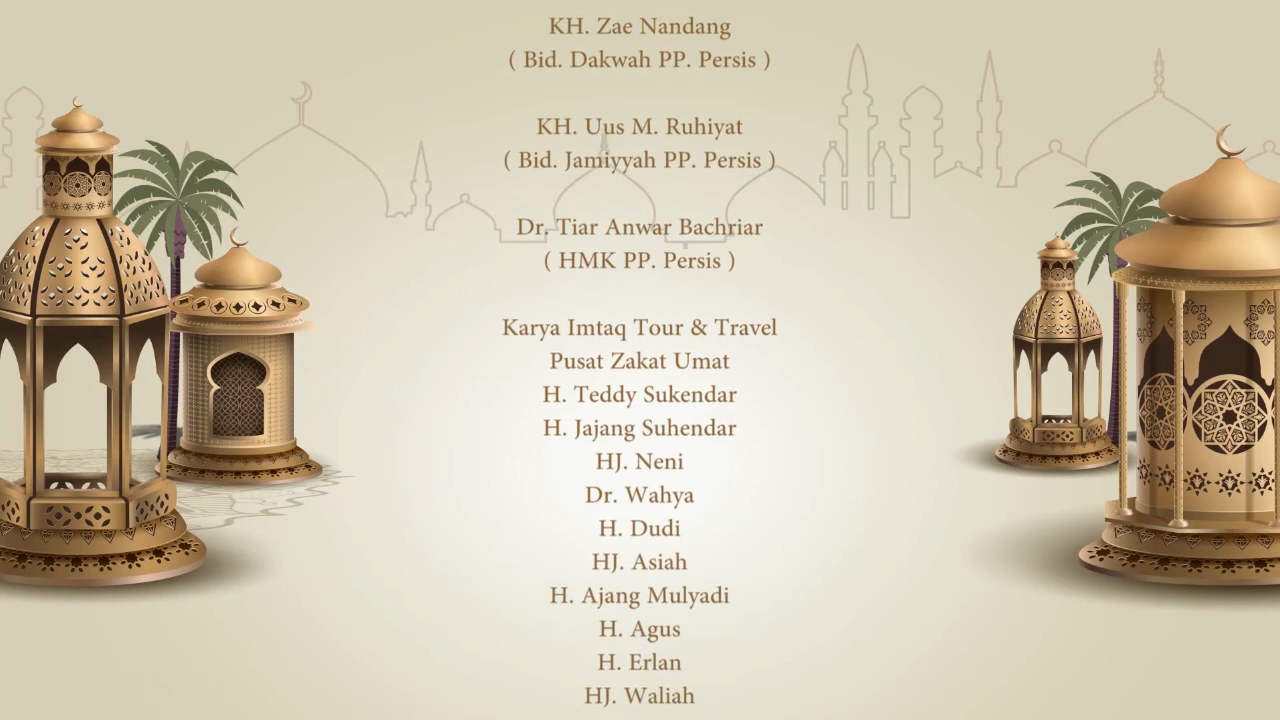 KH. Zae Nandang
( Bid. Dakwah PP. Persis )
KH. Uus M. Ruhiyat
( Bid. Jamiyyah PP. Persis )
Dr. Tiar Anwar Bachriar
( HMK PP. Persis )
Karya Imtaq Tour & Travel
Pusat Zakat Umat
H. Teddy Sukendar
H. Jajang Suhendar
HJ. Neni
Dr. Wahya
H. Dudi
HJ. Asiah
H. Ajang Mulyadi
H. Agus
H. Erlan
HJ. Waliah